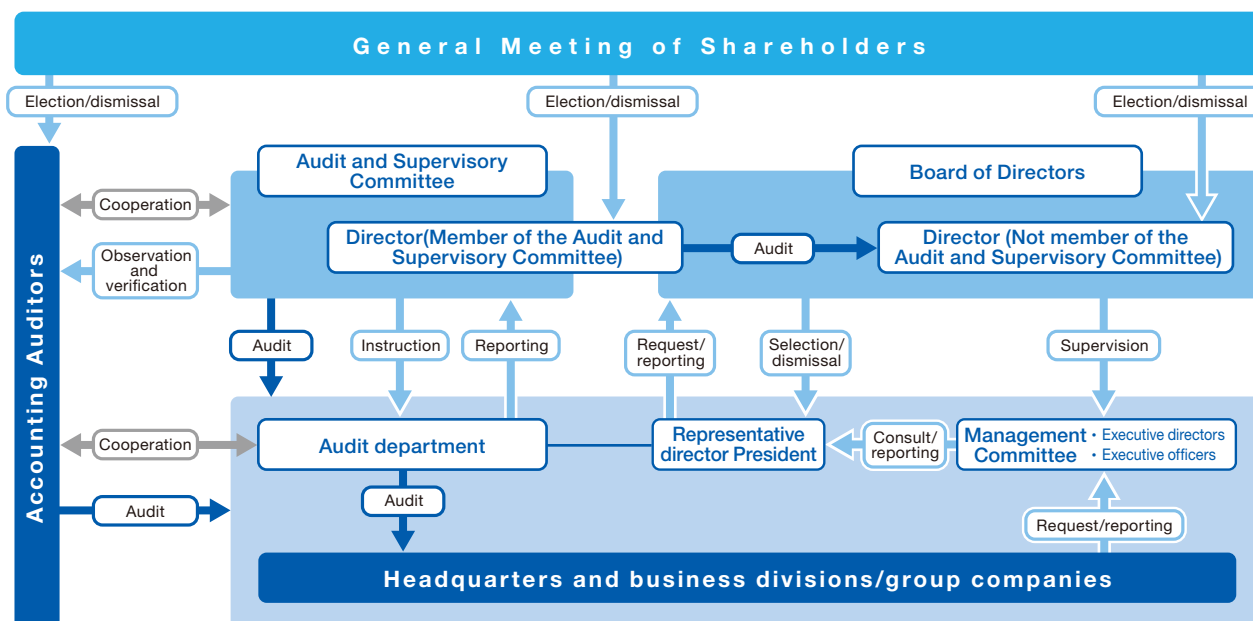 General Meeting of Shareholders
Election/dismissal
Election/dismissal
Election/dismissal
Accounting Auditors
Audit and Supervisory
Committee
Board of Directors
Cooperation
Director(Member of the Audit and
Supervisory Committee)
Audit
Director (Not member of the
Audit and Supervisory Committee)
Observation
and
verification
Audit
Instruction
Reporting
Request/
reporting
Selection/
dismissal
Supervision
Cooperation
Audit department
Representative
director President
Consult/
reporting
Management
Committee
・Executive directors
・Executive officers
Audit
Audit
Request/reporting
Headquarters and business divisions/group companies